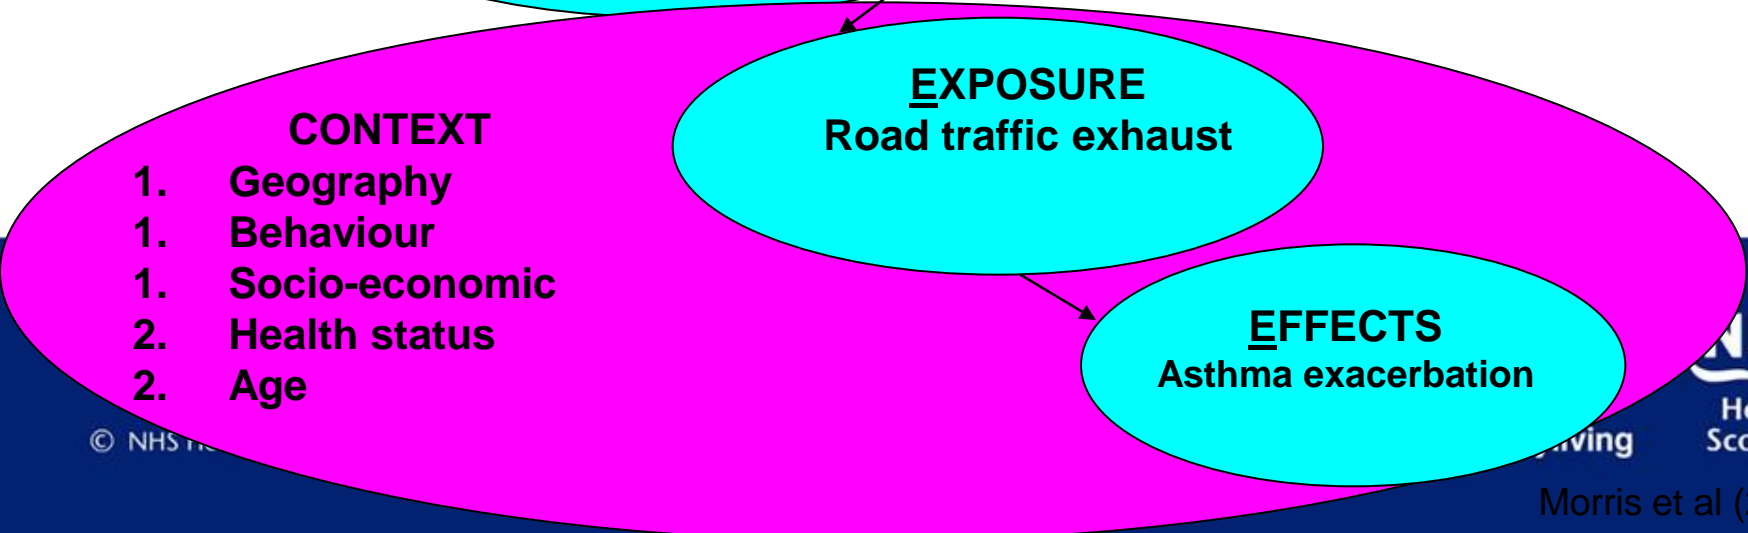 EXPOSURE
Road traffic exhaust
CONTEXT
1. Geography
1. Behaviour
1. Socio-economic
2. Health status
2. Age
EFFECTS
Asthma exacerbation
© NHS
Morris et al (